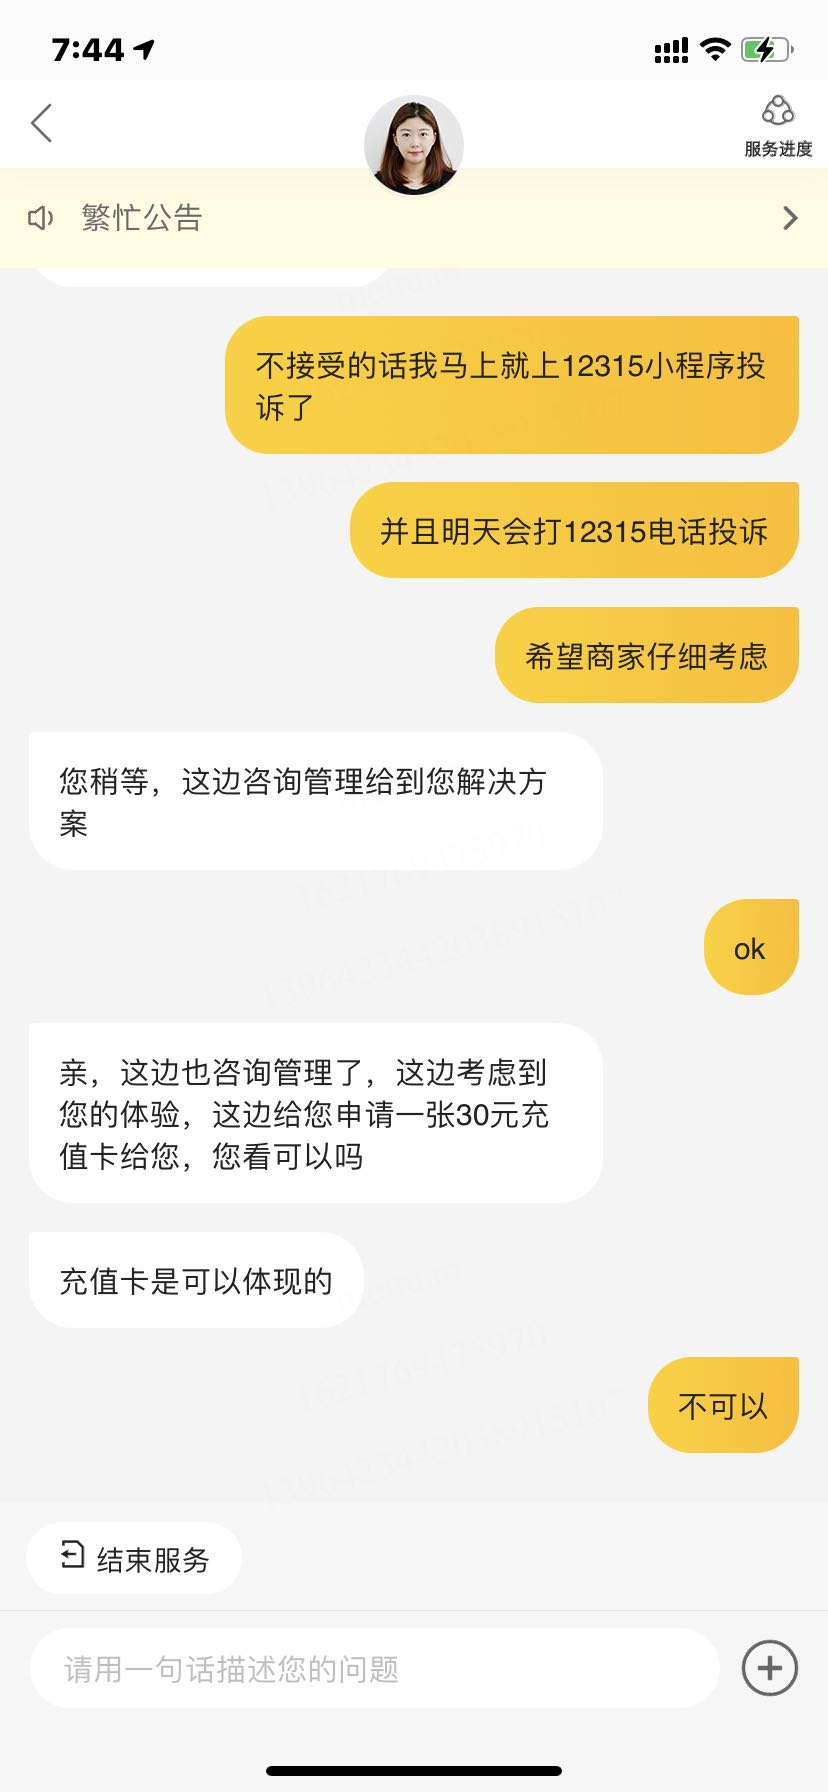 7:44
服务进度
繁忙公告
不接受的话我马上就上12315小程序投
诉了
并且明天会打12315电话投诉
希望商家仔细考虑
您稍等，这边咨询管理给到您解决方
案
ok
亲，这边也咨询管理了，这边考虑到
您的体验，这边给您申请一张30元充
值卡给您，您看可以吗
充值卡是可以体现的
不可以
结束服务
请用一句话描述您的问题